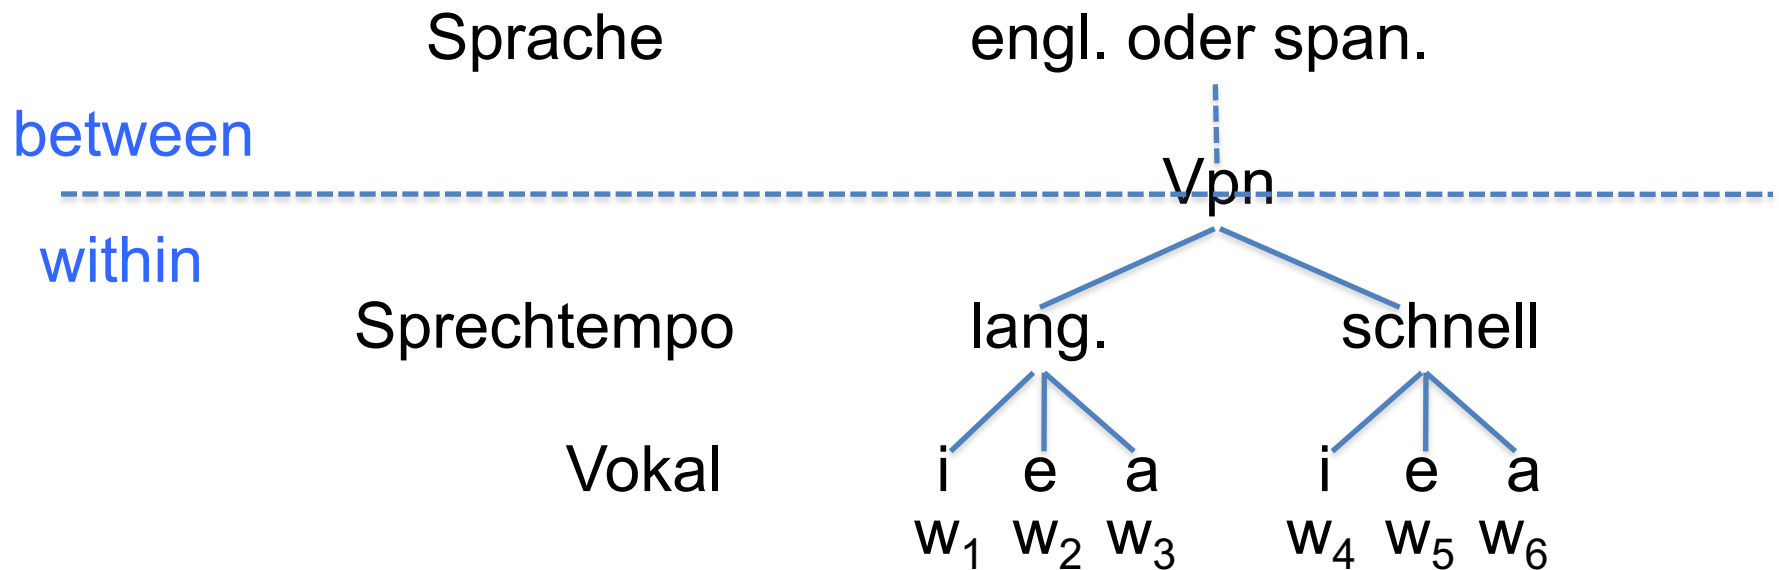 Sprache engl. oder span.
between
Vpn
within
Sprechtempo lang. schnell
Vokal i e a i e a
w1 w2 w3 w4 w5 w6